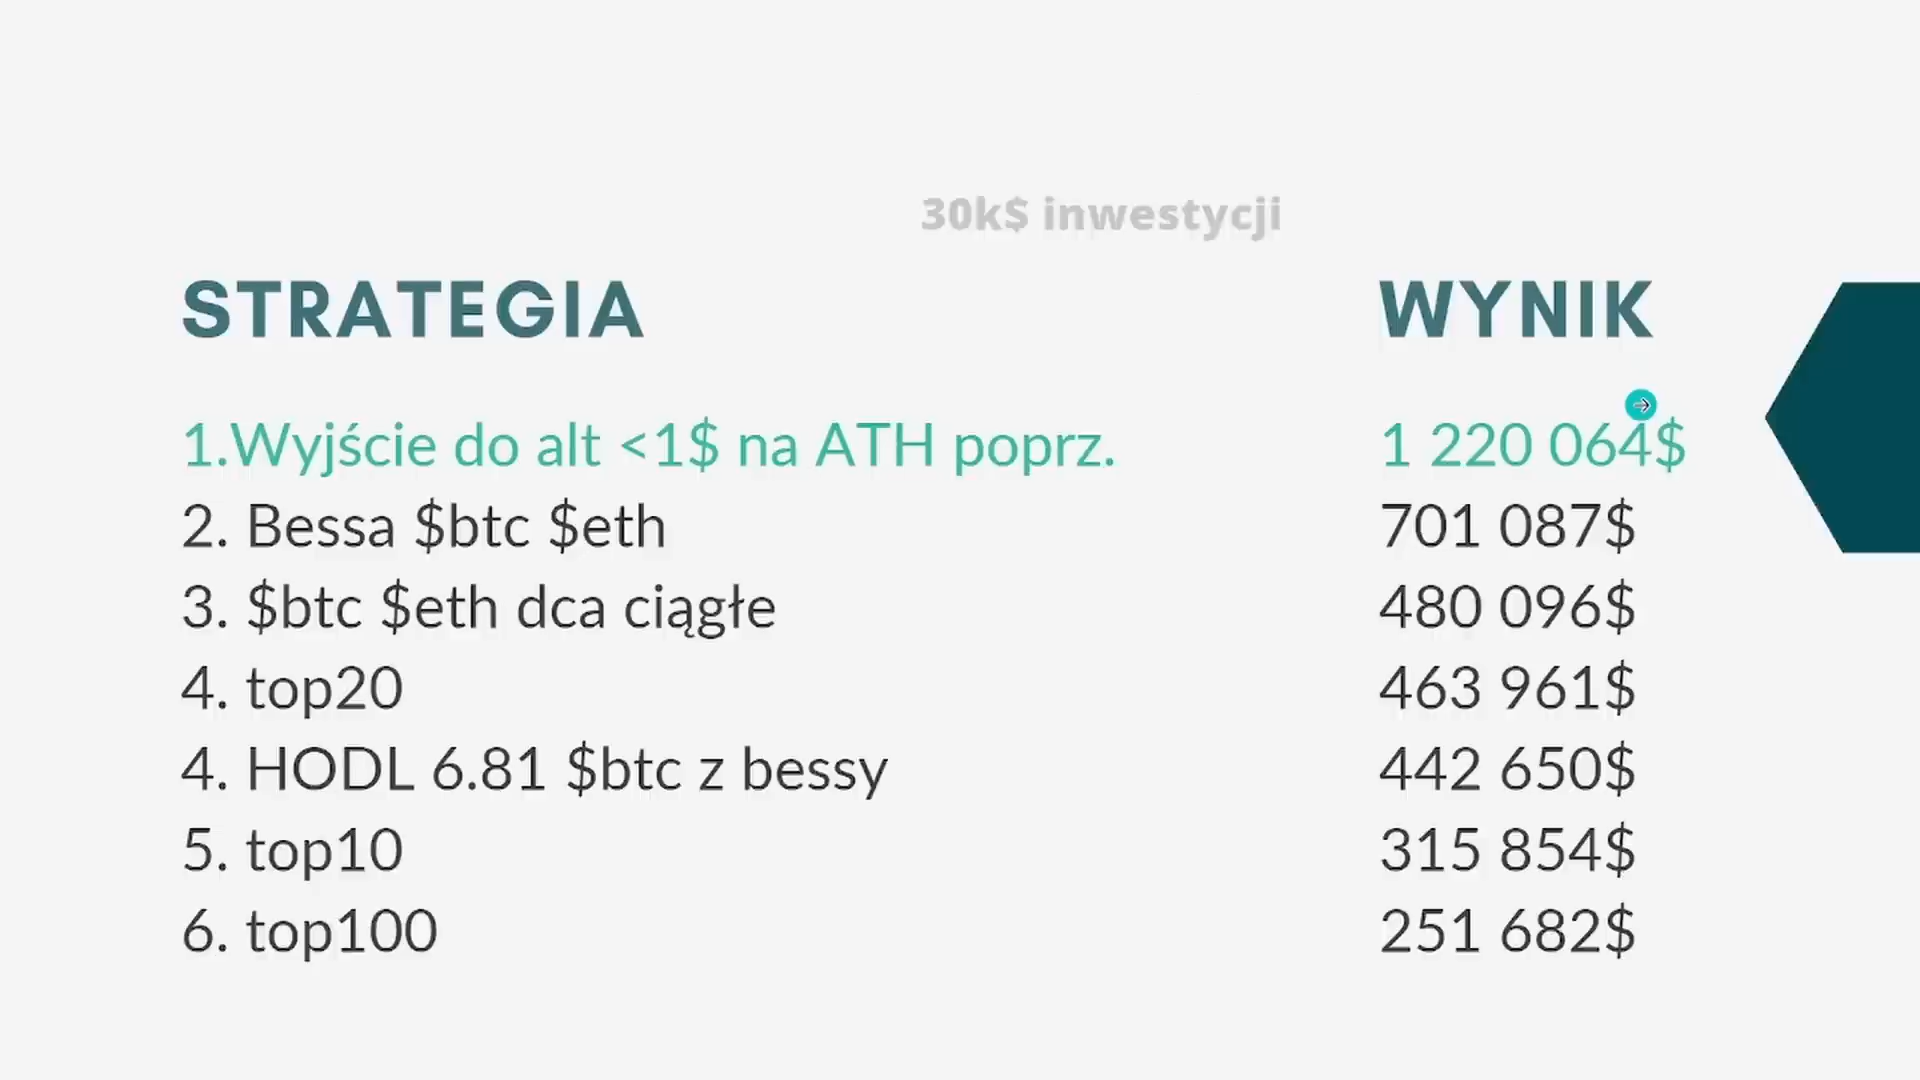 30k$ inwestycji
STRATEGIA WYNIK
1.Wyjście do alt <1$ na ATH poprz. 1 220 064$
2. Bessa $btc $eth 701 087$
3. $btc $eth dca ciągłe 480 096$
4. top20 463 961$
4. HODL 6.81 $btc z bessy 442 650$
5. top10 315 854$
6. top100 251 682$